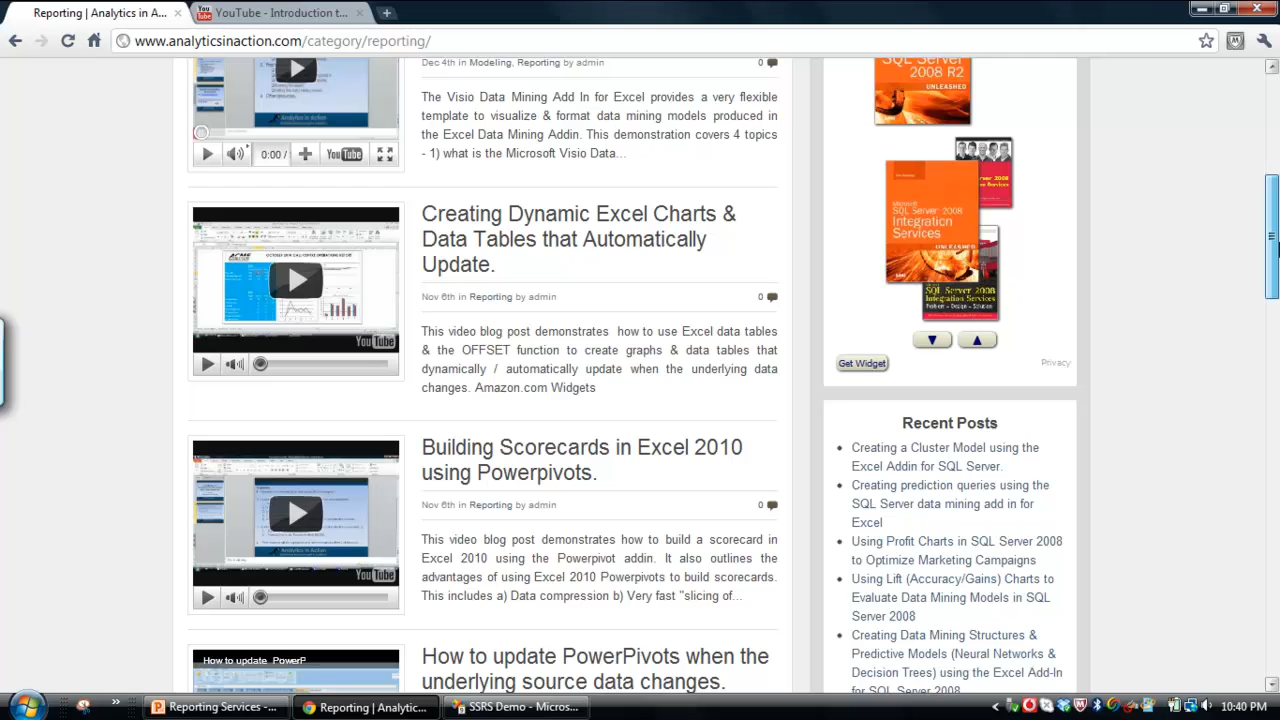 Reporting | Analytics in A...
YouTube - Introduction t...
www.analyticsinaction.com/category/reporting/
Dec 4th in Modeling, Reporting by admin
0
The Visio Data Mining Add In for Excel provides a very flexible
template to visualize, format data mining models produced in
the Excel Data Mining Addin. This demonstration covers 4 topics
- 1) what is the Microsoft Visio Data...
0:00 /
YouTube
Creating Dynamic Excel Charts &
Data Tables that Automatically
Update.
Nov 6th in Reporting by admin
0
This video blog post demonstrates how to use Excel data tables
& the OFFSET function to create graphs & data tables that
dynamically / automatically update when the underlying data
changes. Amazon.com Widgets
YouTube
Building Scorecards in Excel 2010
using Powerpivots.
Nov 6th in Reporting by admin
0
This video blog post demonstrates how to build a scorecard in
Excel 2010 using the Powerpivot addin. It also outlines the
advantages of using Excel 2010 Powerpivots to build scorecards.
This includes a) Data compression b) Very fast "slicing of...
YouTube
How to update PowerP
How to update PowerPivots when the
underlying source data changes.
SQL Server
2008 R2
UNLEASHED
Microsoft
SQL Server 2008
Integration
Services
UNLEASHED
SQL Server 2008
Integration Services
Problem - Design - Solution
Get Widget
Privacy
Recent Posts
Creating a Cluster Model using the
Excel Addin for SQL Server.
Creating prediction queries using the
SQL Server data mining add in for
Excel
Using Profit Charts in SQL Server 2008
to Optimize Marketing Campaigns
Using Lift (Accuracy/Gains) Charts to
Evaluate Data Mining Models in SQL
Server 2008
Creating Data Mining Structures &
Predictive Models (Neural Networks &
Decision Trees) using the Excel Add-In
for SQL Server 2008
Reporting Services -...
Reporting | Analytic...
SSRS Demo - Micros...
10:40 PM